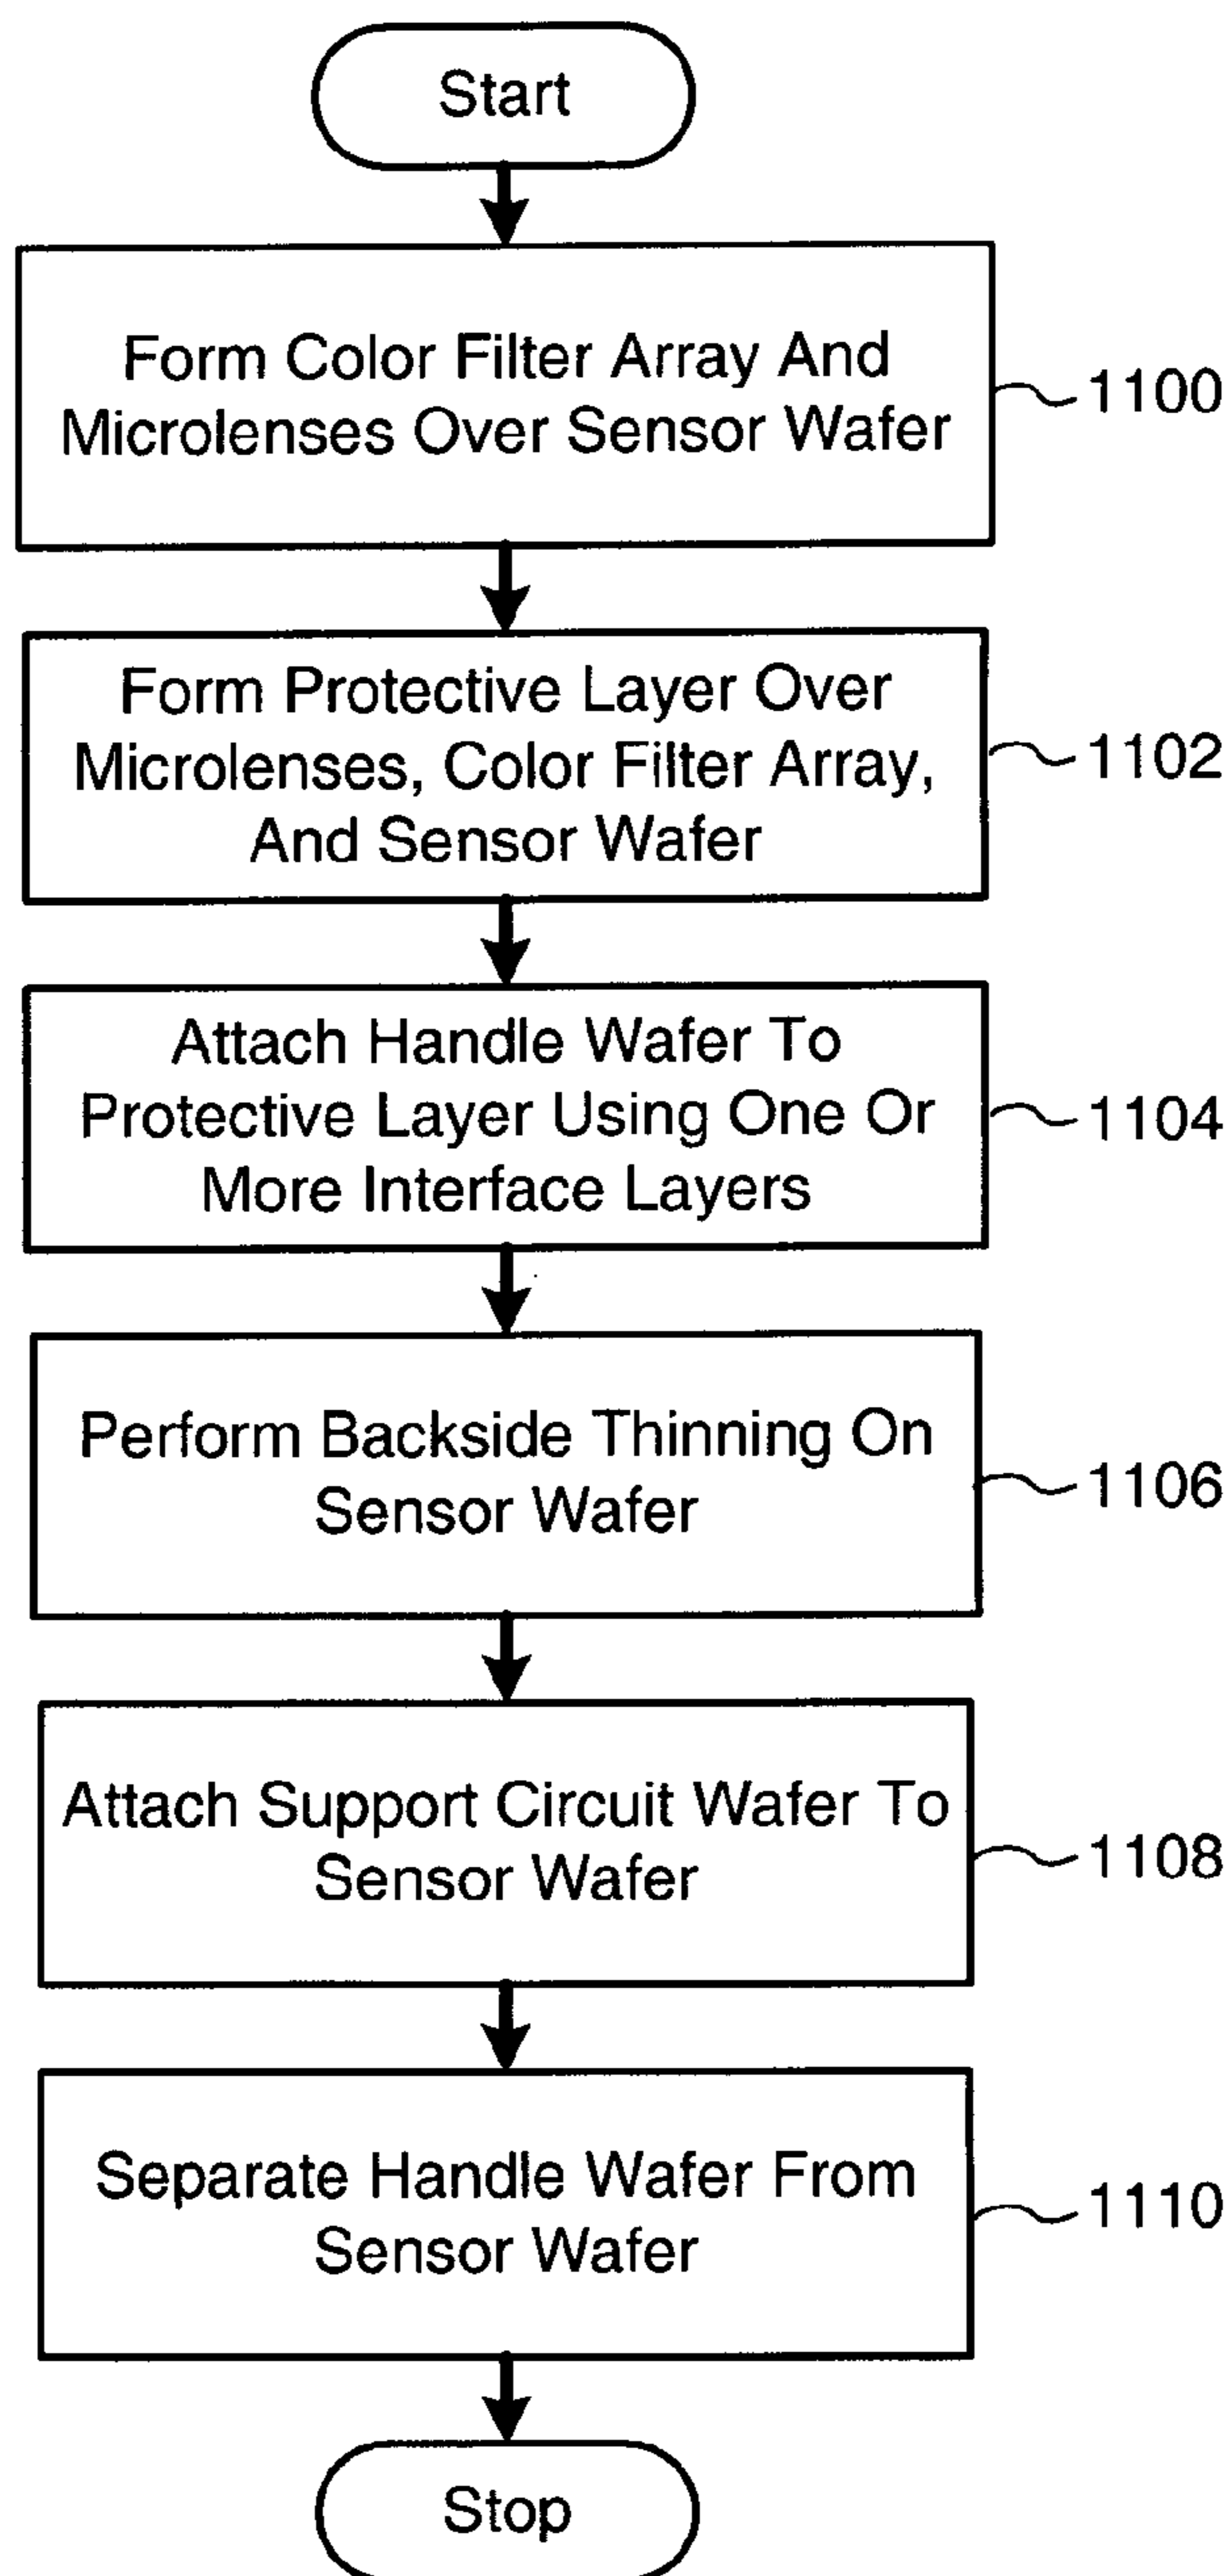 Start
Form Color Filter Array And
Microlenses Over Sensor Wafer
1100
Form Protective Layer Over
Microlenses, Color Filter Array,
And Sensor Wafer
1102
Attach Handle Wafer To
Protective Layer Using One Or
More Interface Layers
1104
Perform Backside Thinning On
Sensor Wafer
1106
Attach Support Circuit Wafer To
Sensor Wafer
1108
Separate Handle Wafer From
Sensor Wafer
1110
Stop